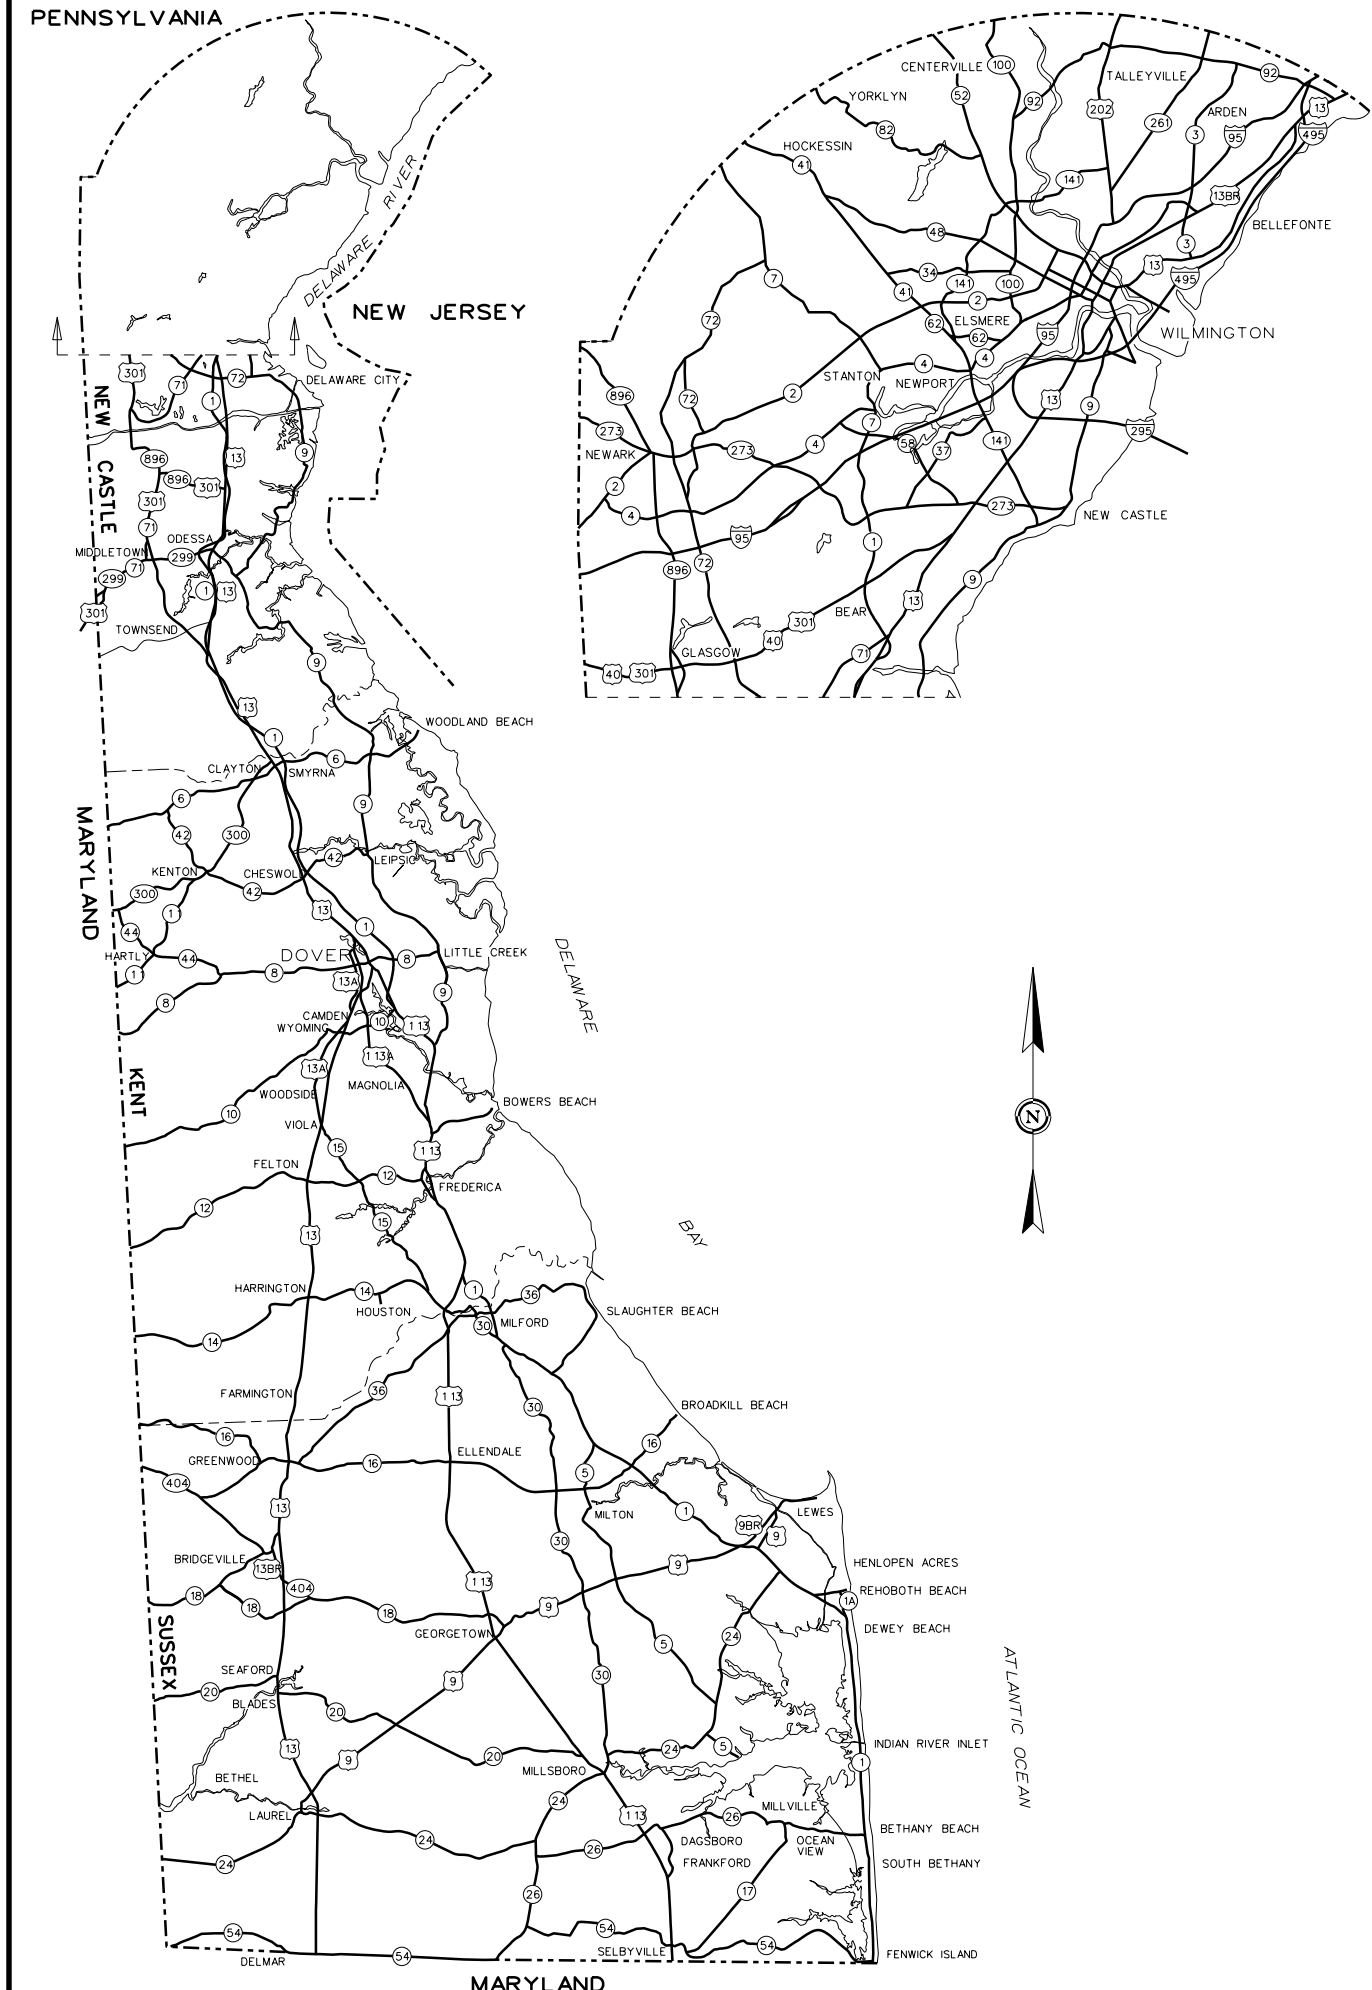 PENNSYLVANIA
CENTERVILLE
100
TALLEYVILLE
92
YORKLYN
52
92
202
13
82
261
ARDEN
3
95
495
HOCKESSIN
41
141
13BR
RIVER
DELAWARE
48
BELLEFONTE
3
NEW JERSEY
7
34
13
41
141
100
495
2
72
62
ELSMERE
62
95
WILMINGTON
301
71
72
DELAWARE CITY
1
STANTON
4
4
NEWPORT
896
72
2
13
9
NEW
CASTLE
273
7
295
13
9
NEWARK
273
4
58
37
141
896
896
301
2
301
4
273
NEW CASTLE
71
ODESSA
95
1
MIDDLETOWN
299
71
299
896
72
9
1
13
301
TOWNSEND
BEAR
13
301
40
9
GLASGOW
71
40
301
13
1
WOODLAND BEACH
6
CLAYTON
SMYRNA
6
9
MARYLAND
42
300
42
LEIPSIC
KENTON
CHESWOLD
300
42
11
13
1
44
HARTLY
44
DOVER
8
LITTLE CREEK
DELAWARE
11
8
13A
9
8
CAMDEN
WYOMING
10
113
113A
13A
KENT
MAGNOLIA
WOODSIDE
10
BOWERS BEACH
N
VIOLA
15
113
FELTON
12
FREDERICA
12
15
13
BAY
HARRINGTON
14
1
36
HOUSTON
SLAUGHTER BEACH
30
MILFORD
14
FARMINGTON
36
113
30
BROADKILL BEACH
16
16
GREENWOOD
16
ELLENDALE
404
5
13
MILTON
1
LEWES
9BR
9
30
BRIDGEVILLE
13BR
HENLOPEN ACRES
9
404
113
REHOBOTH BEACH
18
18
18
9
1A
SUSSEX
GEORGETOWN
DEWEY BEACH
24
5
SEAFORD
9
30
20
BLADES
20
ATLANTIC OCEAN
13
9
20
24
5
INDIAN RIVER INLET
1
BETHEL
MILLSBORO
LAUREL
24
113
MILLVILLE
26
24
26
DAGSBORO
OCEAN
VIEW
BETHANY BEACH
24
FRANKFORD
SOUTH BETHANY
26
17
54
54
54
SELBYVILLE
54
DELMAR
FENWICK ISLAND
MARYLAND